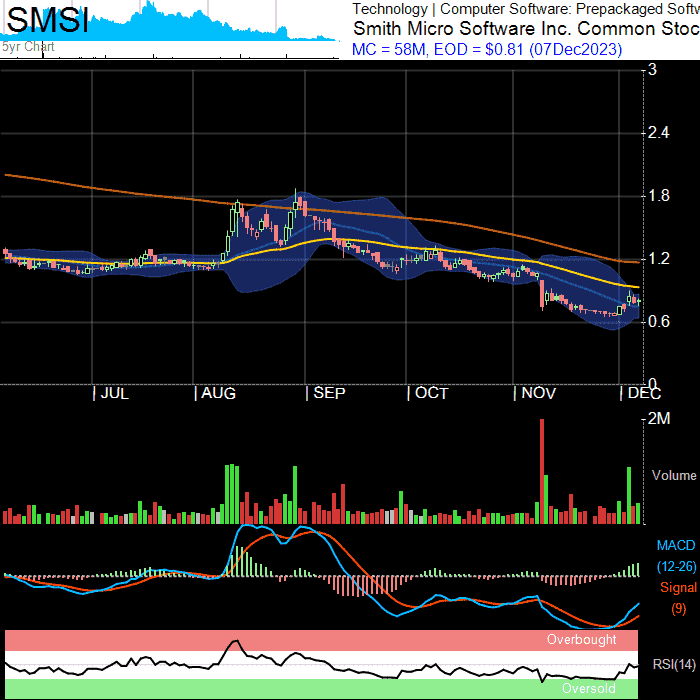 SMSI
5yr Chart
Technology | Computer Software: Prepackaged Softw
Smith Micro Software Inc. Common Stoc
MC = 58M, EOD = $0.81 (07Dec2023)
3
2.4
1.8
1.2
0.6
0
| JUL | AUG | SEP | OCT | NOV | DEC
2M
Volume
MACD
(12-26)
Signal
(9)
Overbought
RSI(14)
Oversold